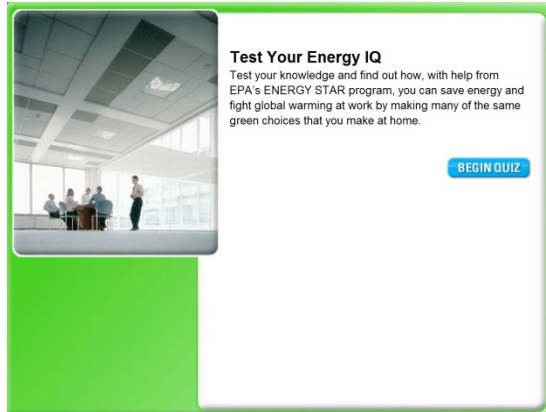 Test Your Energy IQ
Test your knowledge and find out how, with help from
EPA's ENERGY STAR program, you can save energy and
fight global warming at work by making many of the same
green choices that you make at home.
BEGIN QUIZ